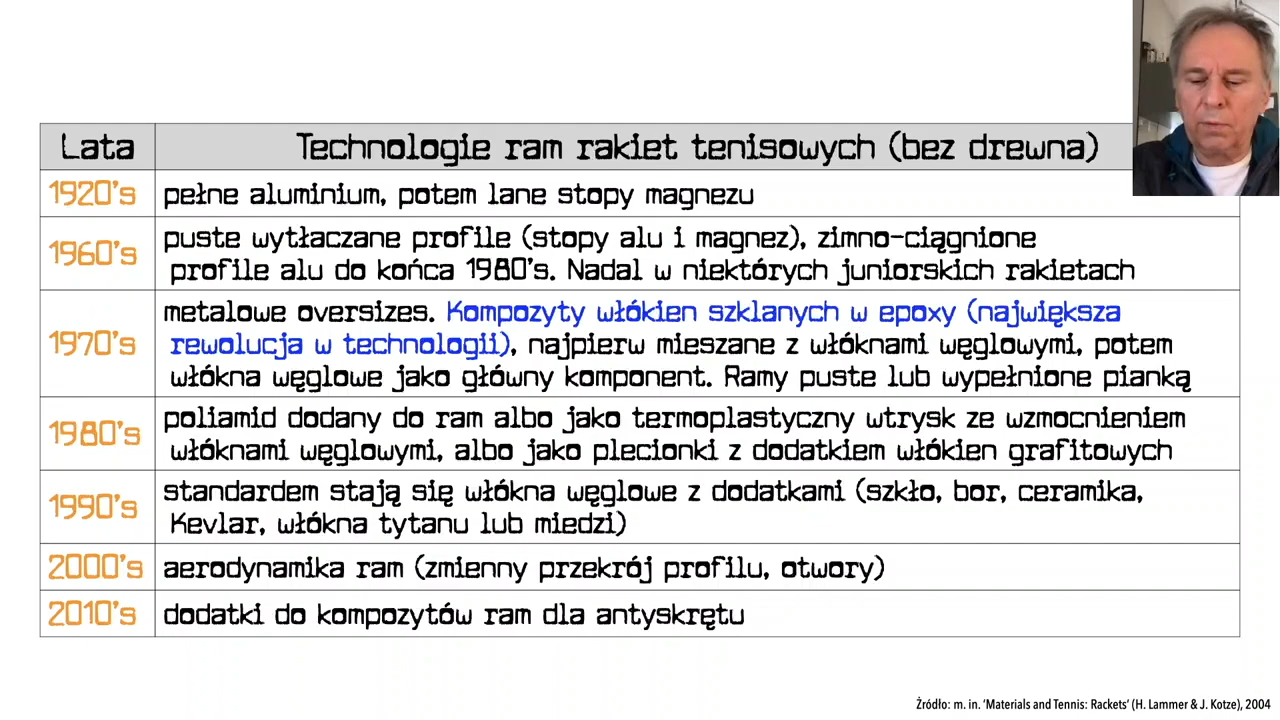 Lata
Technologie ram rakiet tenisowych (bez drewna)
1920's
pełne aluminium, potem lane stopy magnezu
1960's
puste wytłaczane profile (stopy alu i magnez), zimno-ciągnione
profile alu do końca 1980's. Nadal w niektórych juniorskich rakietach
1970's
metalowe oversizes. Kompozyty włókien szklanych w epoxy (największa
rewolucja w technologii), najpierw mieszane z włóknami węglowymi, potem
włókna węglowe jako główny komponent. Ramy puste lub wypełnione pianką
1980's
poliamid dodany do ram albo jako termoplastyczny wtrysk ze wzmocnieniem
włóknami węglowymi, albo jako plecionki z dodatkiem włókien grafitowych
1990's
standardem stają się włókna węglowe z dodatkami (szkło, bor, ceramika,
Kevlar, włókna tytanu lub miedzi)
2000's
aerodynamika ram (zmienny przekrój profilu, otwory)
2010's
dodatki do kompozytów ram dla antyskrętu
Źródło: m. in. 'Materials and Tennis: Rackets' (H. Lammer & J. Kotze), 2004